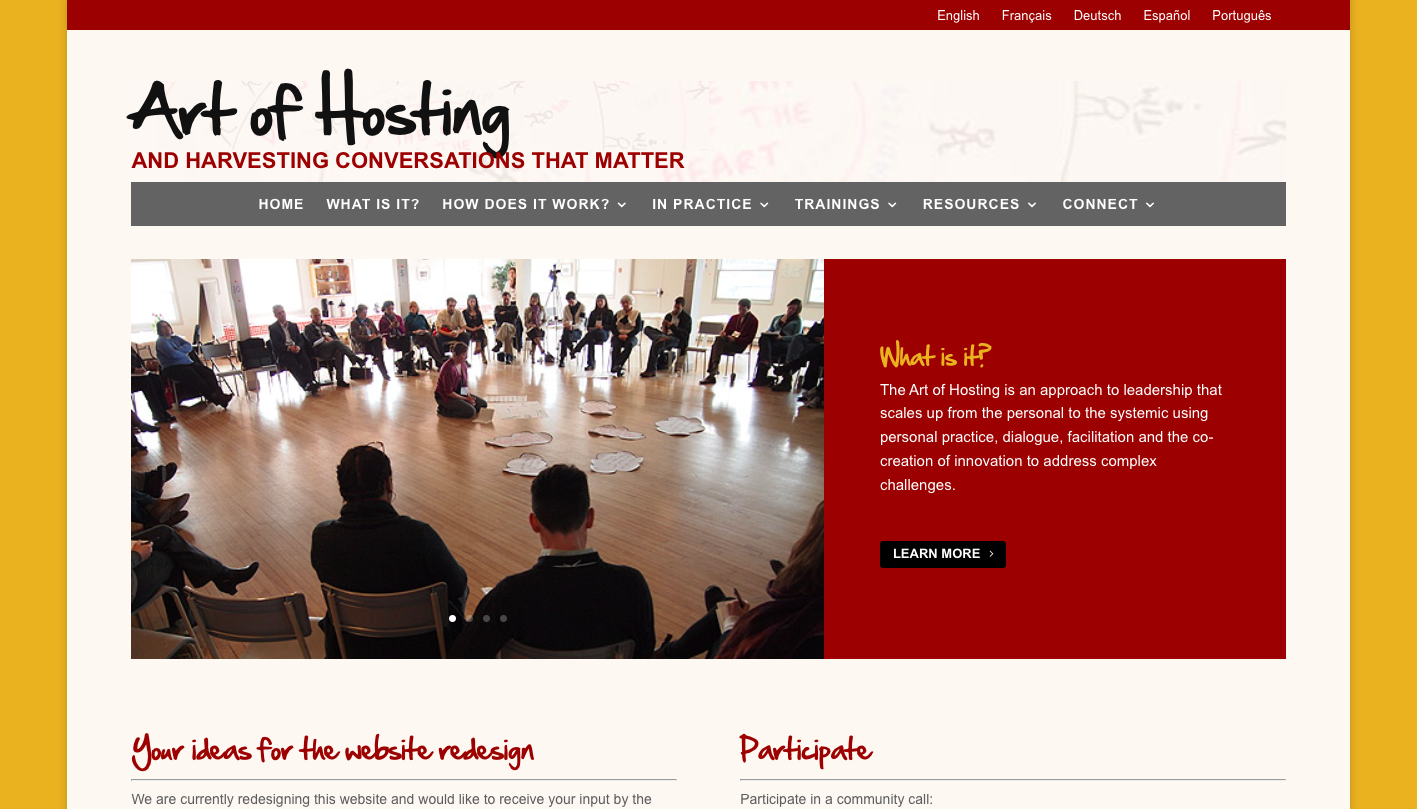 English Français Deutsch Español Português
Art of Hosting
AND HARVESTING CONVERSATIONS THAT MATTER
THE
HEART
HOME WHAT IS IT? HOW DOES IT WORK? IN PRACTICE TRAININGS RESOURCES CONNECT
What is it?
The Art of Hosting is an approach to leadership that
scales up from the personal to the systemic using
personal practice, dialogue, facilitation and the co-
creation of innovation to address complex
challenges.
LEARN MORE
Your ideas for the website redesign
We are currently redesigning this website and would like to receive your input by the
Participate
Participate in a community call: